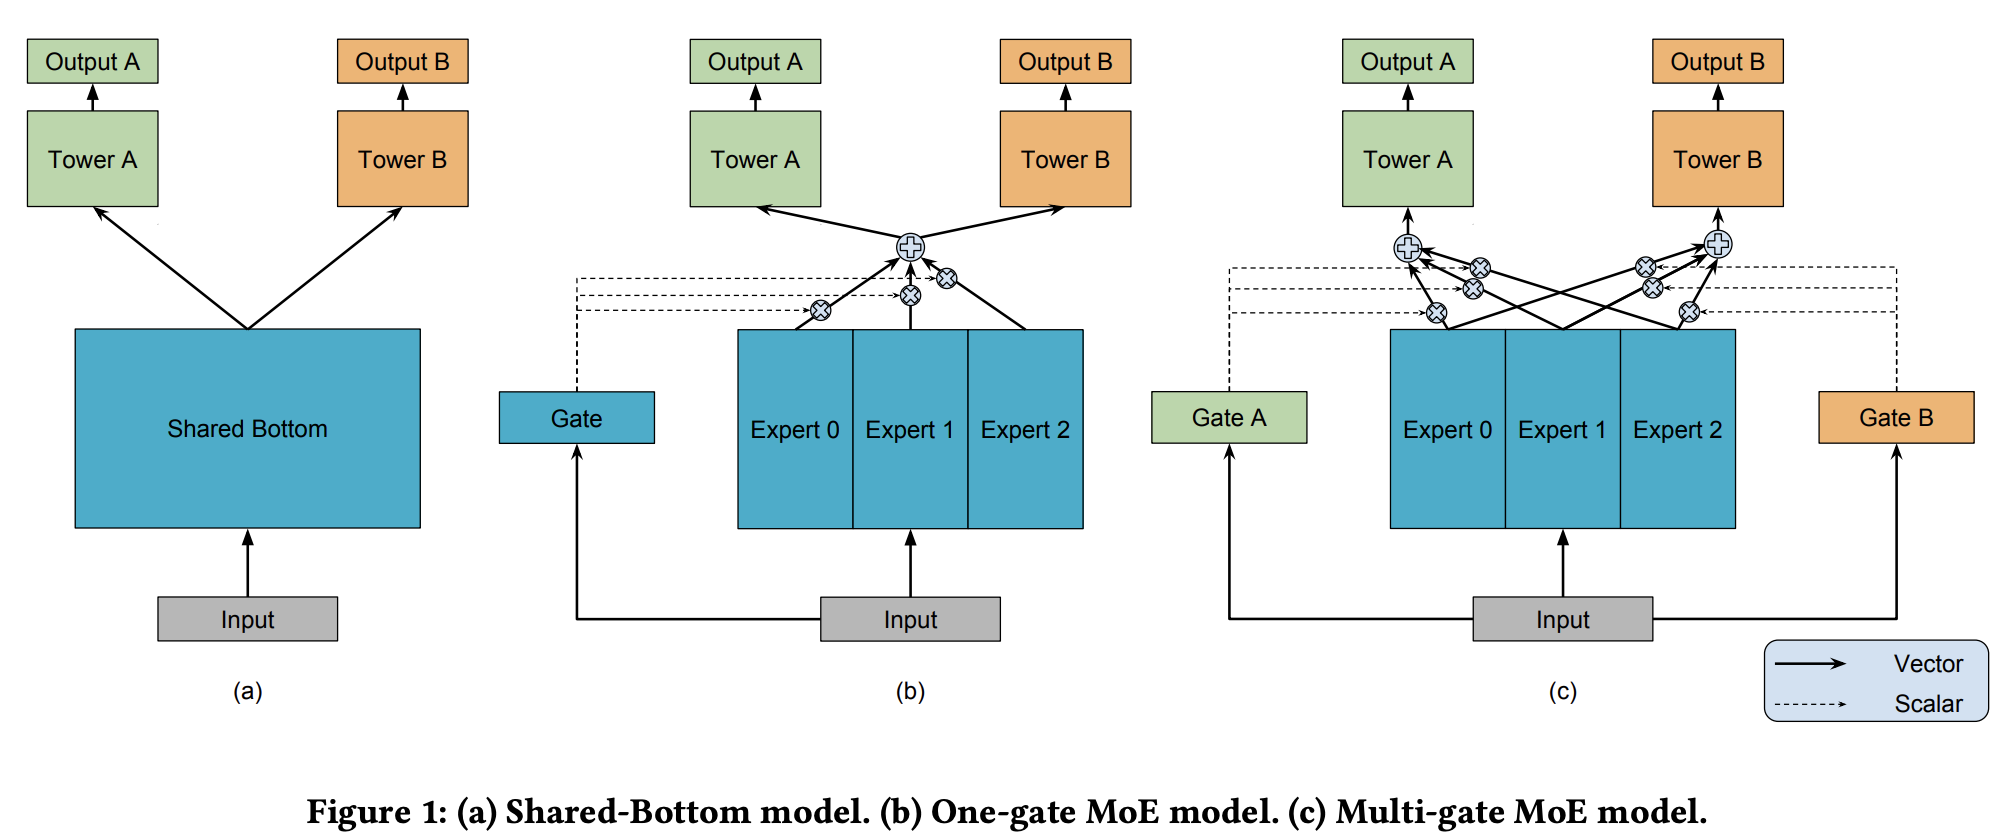 Output A
Output B
Tower A
Tower B
Shared Bottom
Input
(a)
Output A
Output B
Tower A
Tower B
Gate
Expert 0
Expert 1
Expert 2
Input
(b)
Output A
Output B
Tower A
Tower B
Gate A
Expert 0
Expert 1
Expert 2
Gate B
Input
(c)
Vector
Scalar
Figure 1: (a) Shared-Bottom model. (b) One-gate MoE model. (c) Multi-gate MoE model.